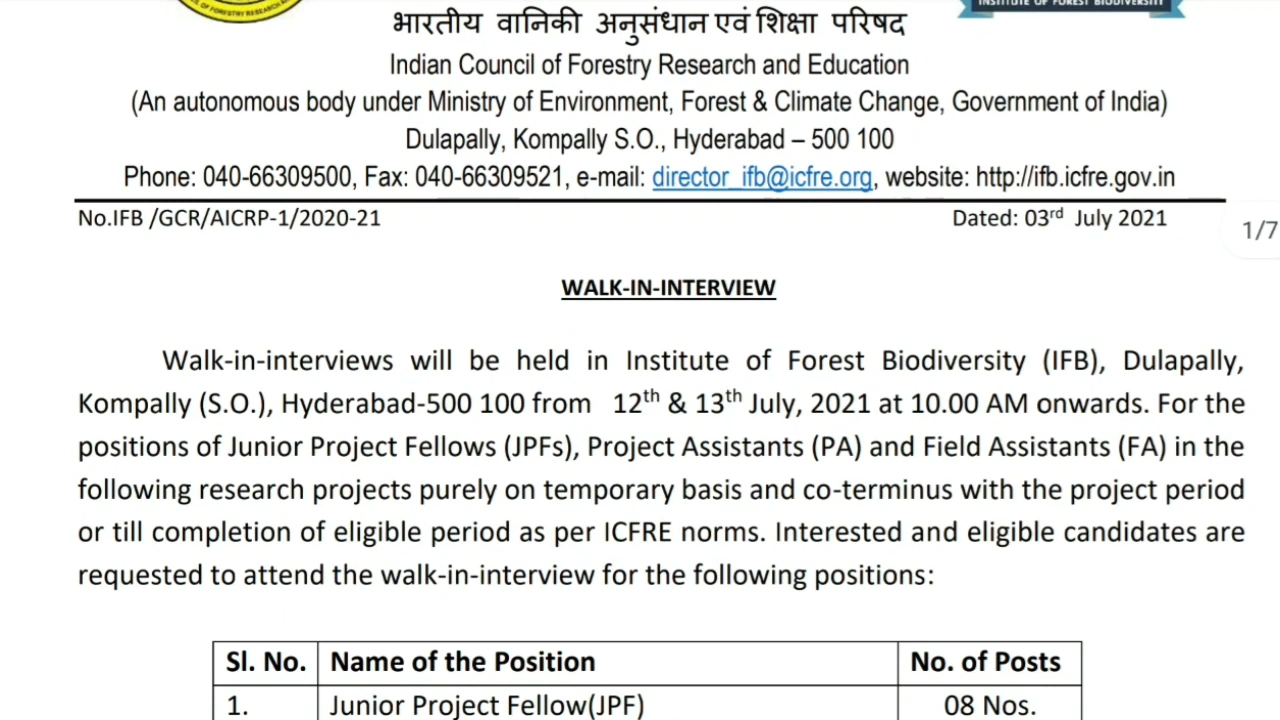 OF FORESTRY RESEARCH
INSTITUTE OF FOREST BIODIVERSITY
भारतीय वानिकी अनुसंधान एवं शिक्षा परिषद
Indian Council of Forestry Research and Education
(An autonomous body under Ministry of Environment, Forest & Climate Change, Government of India)
Dulapally, Kompally S.O., Hyderabad – 500 100
Phone: 040-66309500, Fax: 040-66309521, e-mail: director_ifb@icfre.org, website: http://ifb.icfre.gov.in
No.IFB /GCR/AICRP-1/2020-21 Dated: 03rd July 2021
1/7
WALK-IN-INTERVIEW
Walk-in-interviews will be held in Institute of Forest Biodiversity (IFB), Dulapally,
Kompally (S.O.), Hyderabad-500 100 from 12th & 13th July, 2021 at 10.00 AM onwards. For the
positions of Junior Project Fellows (JPFs), Project Assistants (PA) and Field Assistants (FA) in the
following research projects purely on temporary basis and co-terminus with the project period
or till completion of eligible period as per ICFRE norms. Interested and eligible candidates are
requested to attend the walk-in-interview for the following positions:
Sl. No. Name of the Position No. of Posts
1. Junior Project Fellow(JPF) 08 Nos.